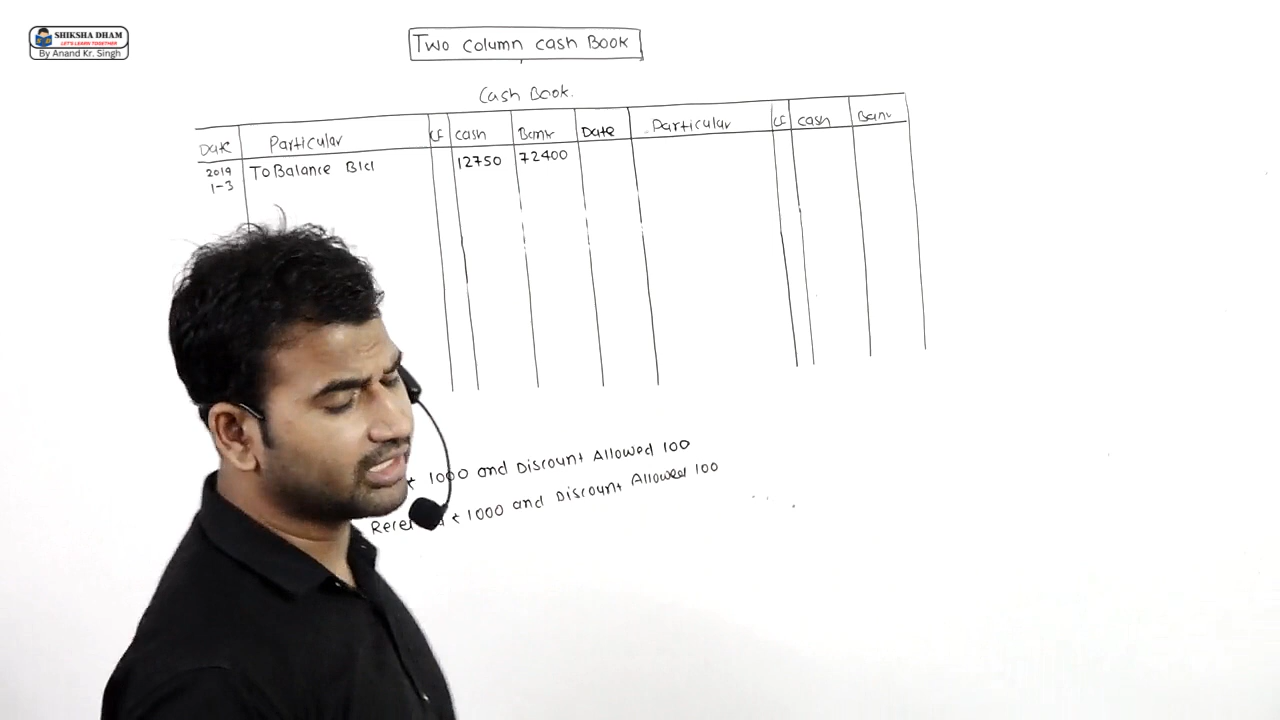 SHIKSHA DHAM
LET'S LEARN TOGETHER
By Anand Kr. Singh
Two column cash Book
Cash Book.
Date Particular LF cash Bank Date Particular LF cash Bank
2019 To Balance B/d 12750 72400
1-3
₹ 1000 and Discount Allowed 100
₹ 1000 and Discount Allowed 100